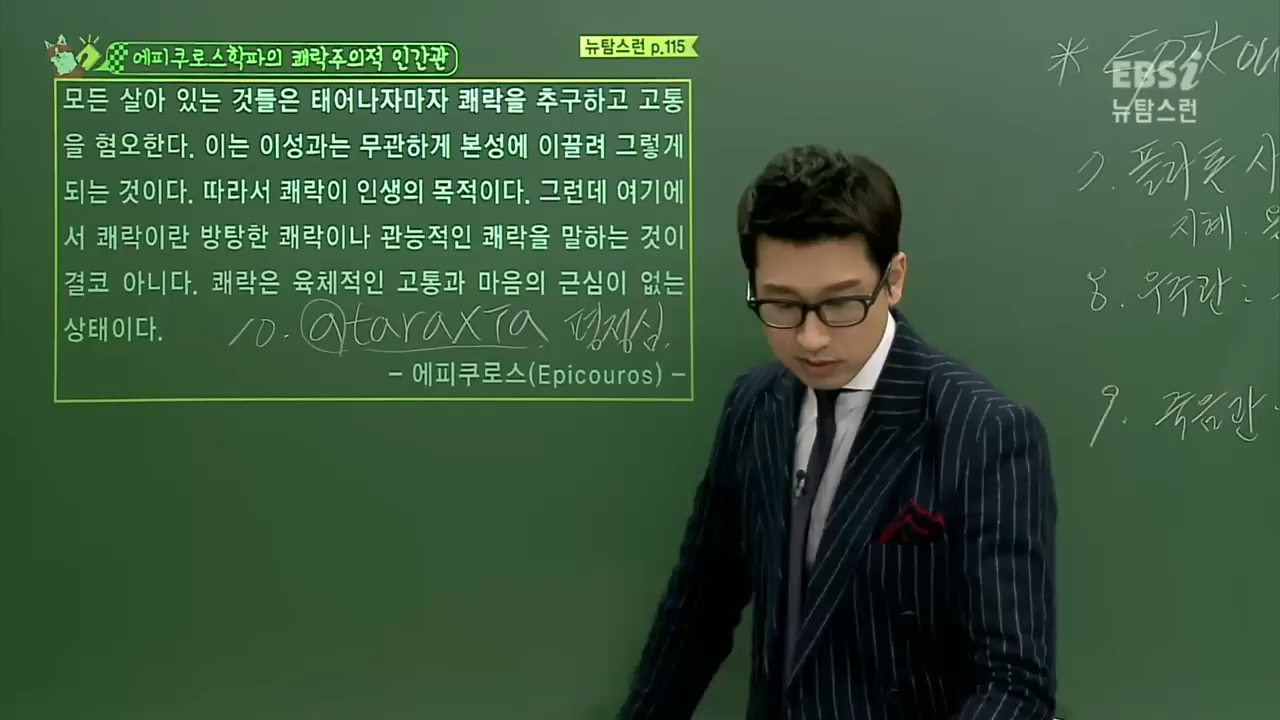 에피쿠로스학파의 쾌락주의적 인간관
뉴탐스런 p.115
모든 살아 있는 것들은 태어나자마자 쾌락을 추구하고 고통
을 혐오한다. 이는 이성과는 무관하게 본성에 이끌려 그렇게
되는 것이다. 따라서 쾌락이 인생의 목적이다. 그런데 여기에
서 쾌락이란 방탕한 쾌락이나 관능적인 쾌락을 말하는 것이
결코 아니다. 쾌락은 육체적인 고통과 마음의 근심이 없는
상태이다. 10. ataraxia 평정심.
– 에피쿠로스(Epicouros) –
EBSi
뉴탐스런
* Epikou
7. 플라톤 사
지혜.
8. 우주관 :
9. 죽음관